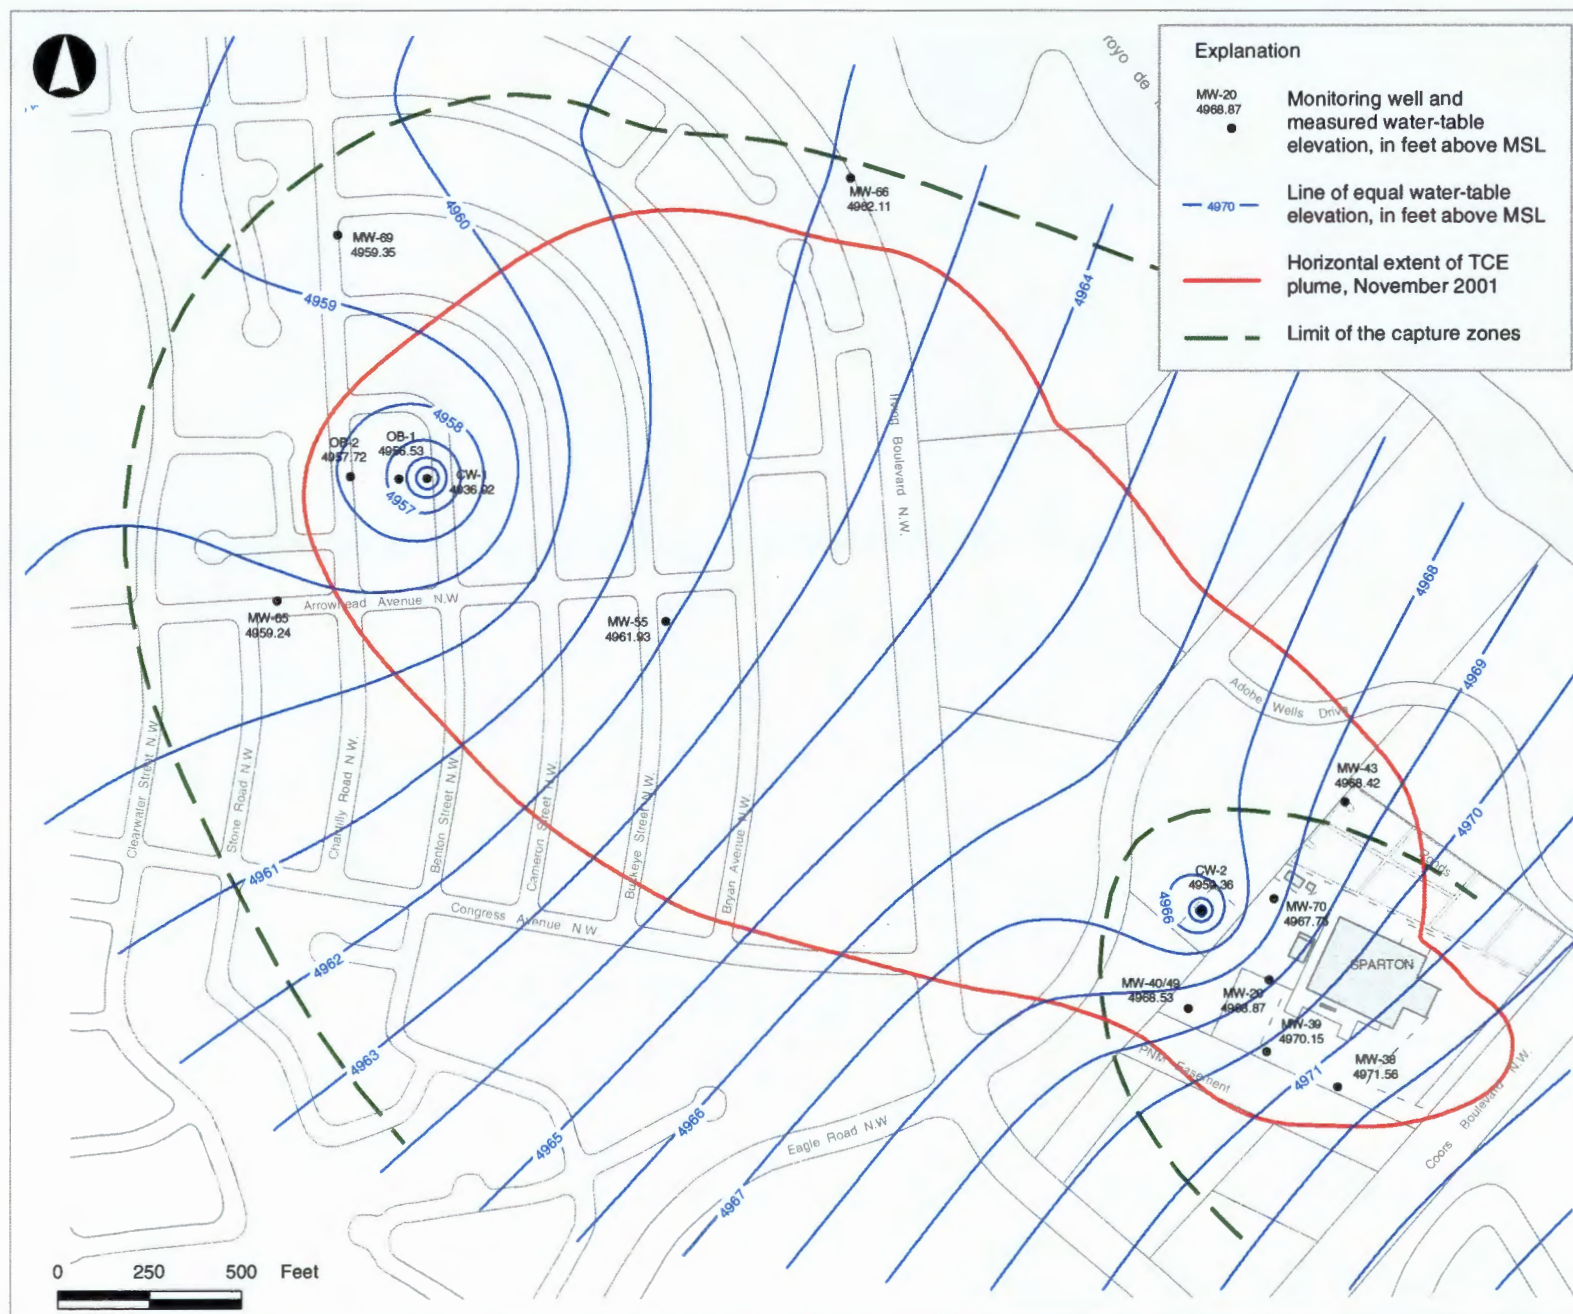 royo de
Explanation
MW-20
4968.87
Monitoring well and
measured water-table
elevation, in feet above MSL
4970
Line of equal water-table
elevation, in feet above MSL
Horizontal extent of TCE
plume, November 2001
Limit of the capture zones
MW-66
4962.11
4960
MW-69
4959.35
4959
4964
4958
OB-2
4957.72
OB-1
4956.53
CW-1
4936.92
4957
Irving Boulevard N.W.
MW-65
4959.24
Arrowhead Avenue N.W
MW-55
4961.93
4968
4969
Adobe Wells Drive
MW-43
4968.42
4970
Clearwater Street N.W.
Stone Road N.W.
Chantilly Road N.W.
Benton Street N.W.
Cameron Street N.W.
Buckeye Street N.W.
Bryan Avenue N.W.
4961
Congress Avenue N W
CW-2
4959.36
4966
Ponds
MW-70
4967.75
SPARTON
4962
MW-40/49
4968.53
4968.87
MW-39
4970.15
MW-38
4971.56
4971
PNM Easement
4963
4965
4966
Eagle Road N.W
4967
Coors Boulevard N.W.
0 250 500 Feet